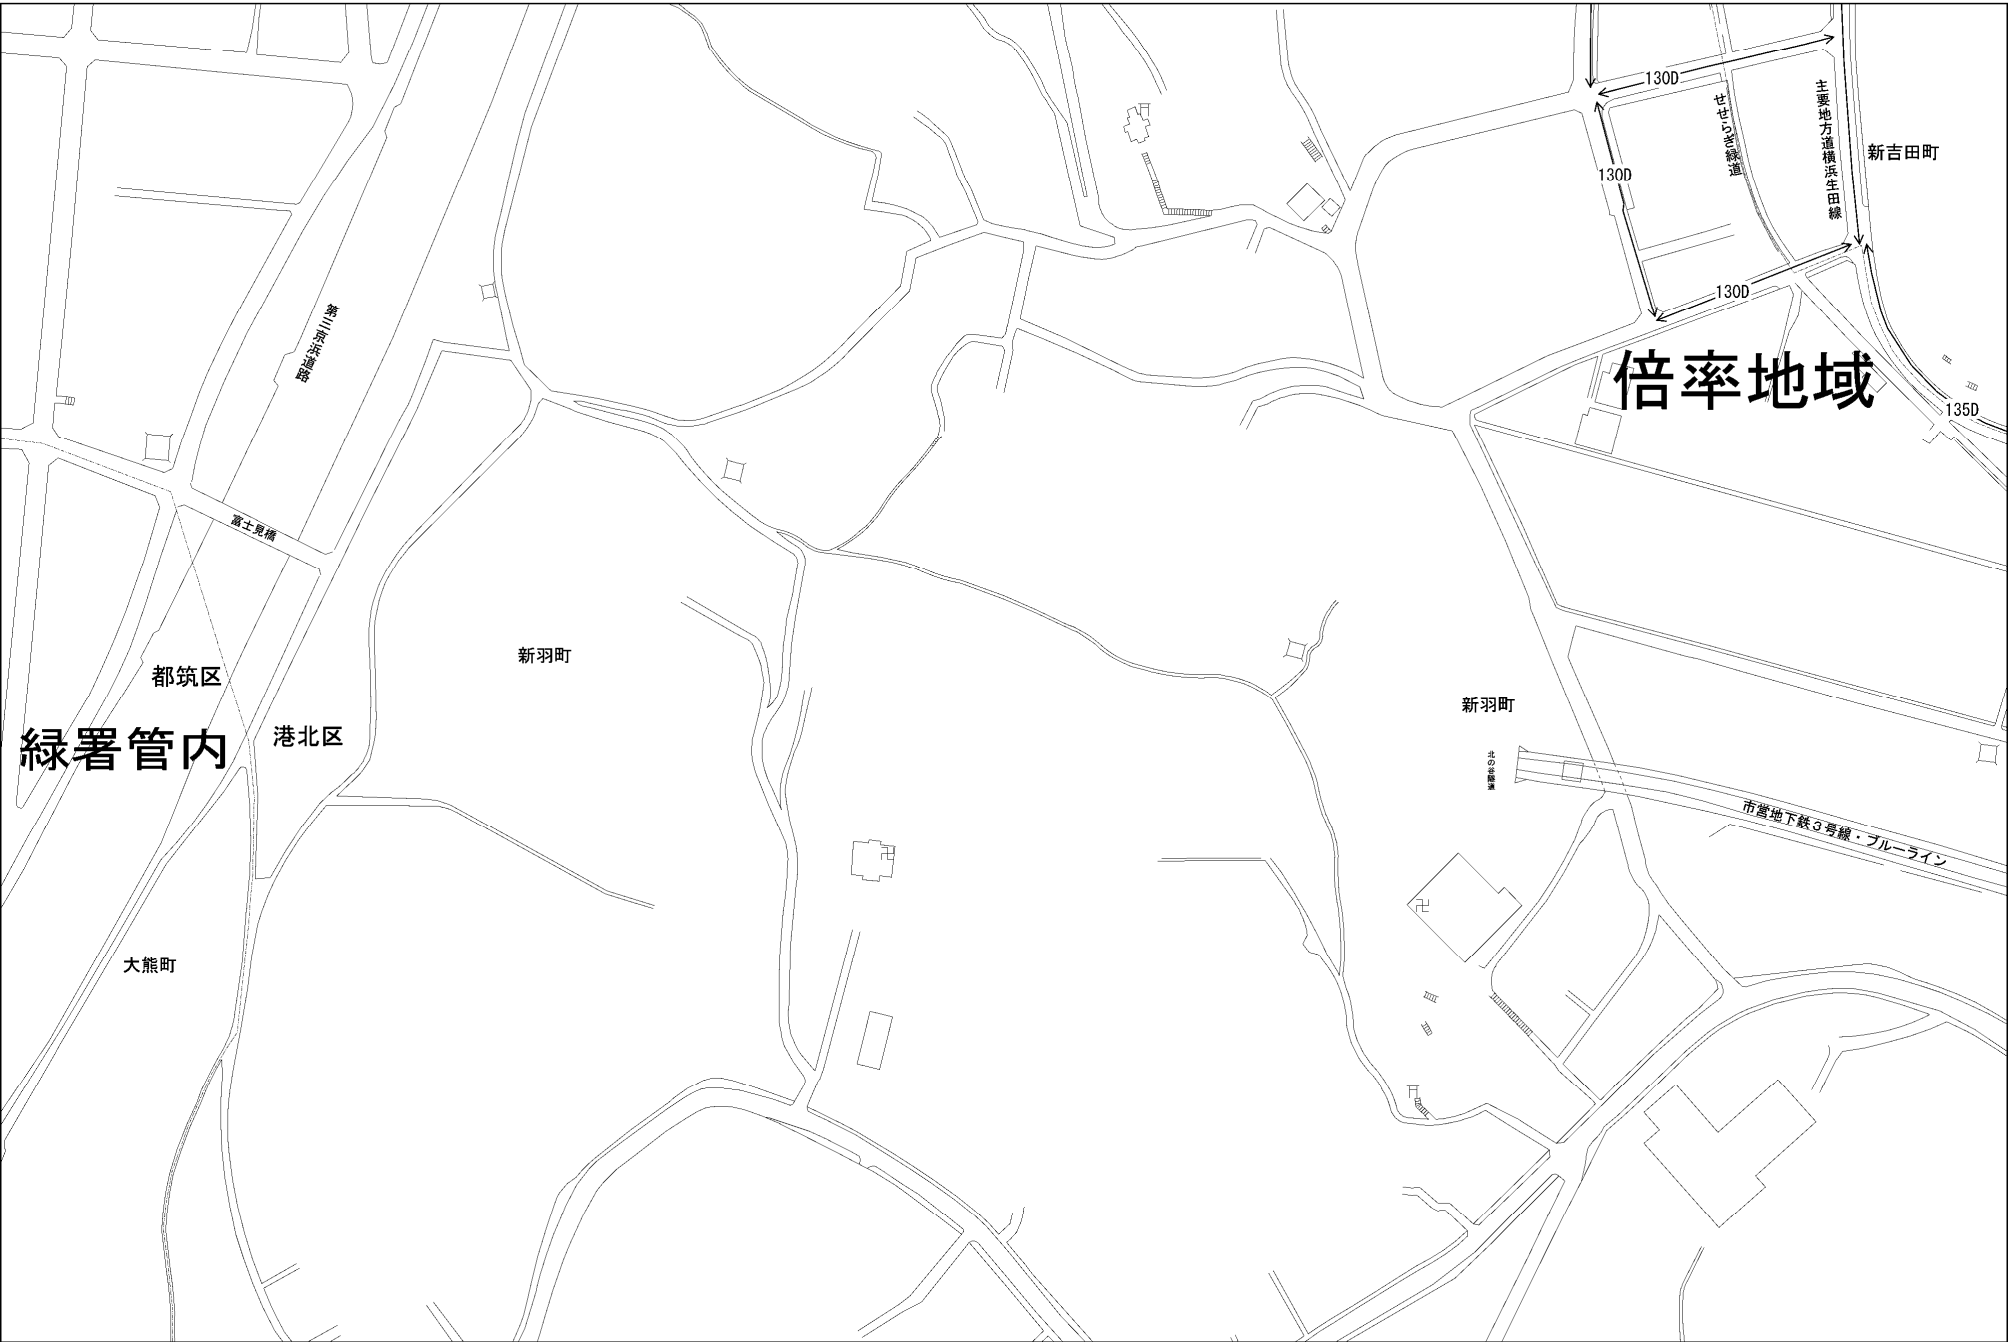 130D
主要地方道横浜生田線
せせらぎ緑道
新吉田町
130D
130D
第三京浜道路
倍率地域
135D
富士見橋
新羽町
都筑区
新羽町
港北区
緑署管内
北の谷隧道
市営地下鉄３号線・ブルーライン
大熊町